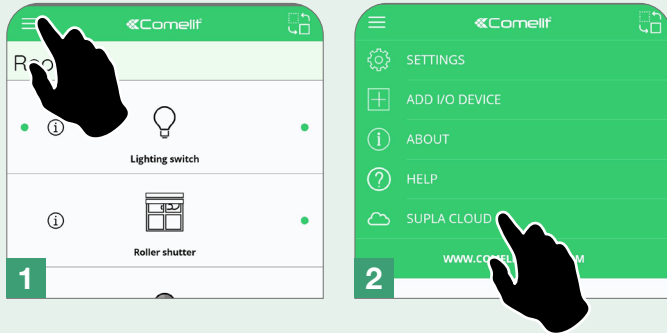 Comelit
Lighting switch
Roller shutter
1
Comelit
SETTINGS
ADD I/O DEVICE
ABOUT
HELP
SUPLA CLOUD
2